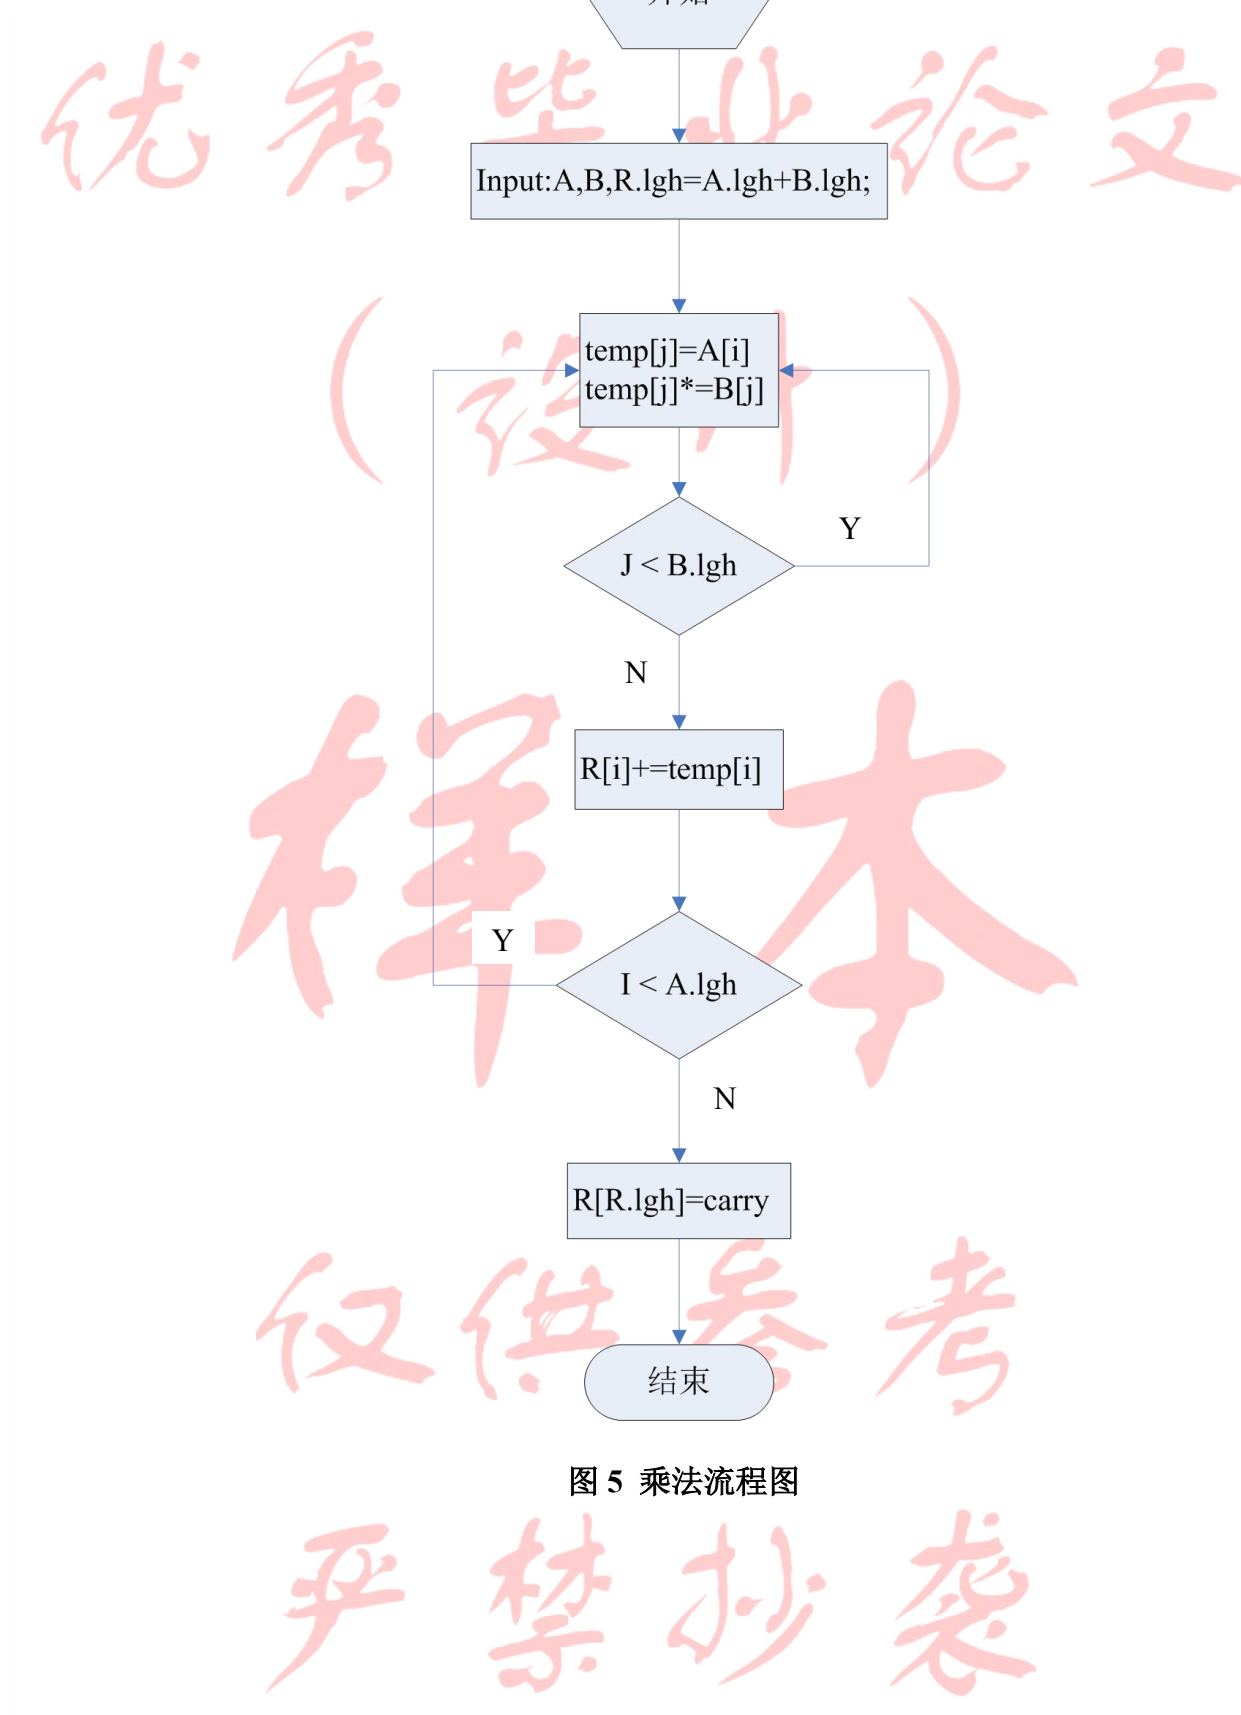 开始
优秀毕业论文
Input:A,B,R.lgh=A.lgh+B.lgh;
（设计）
temp[j]=A[i]
temp[j]*=B[j]
Y
J < B.lgh
N
R[i]+=temp[i]
样本
Y
I < A.lgh
N
R[R.lgh]=carry
仅供参考
结束
图 5 乘法流程图
严禁抄袭